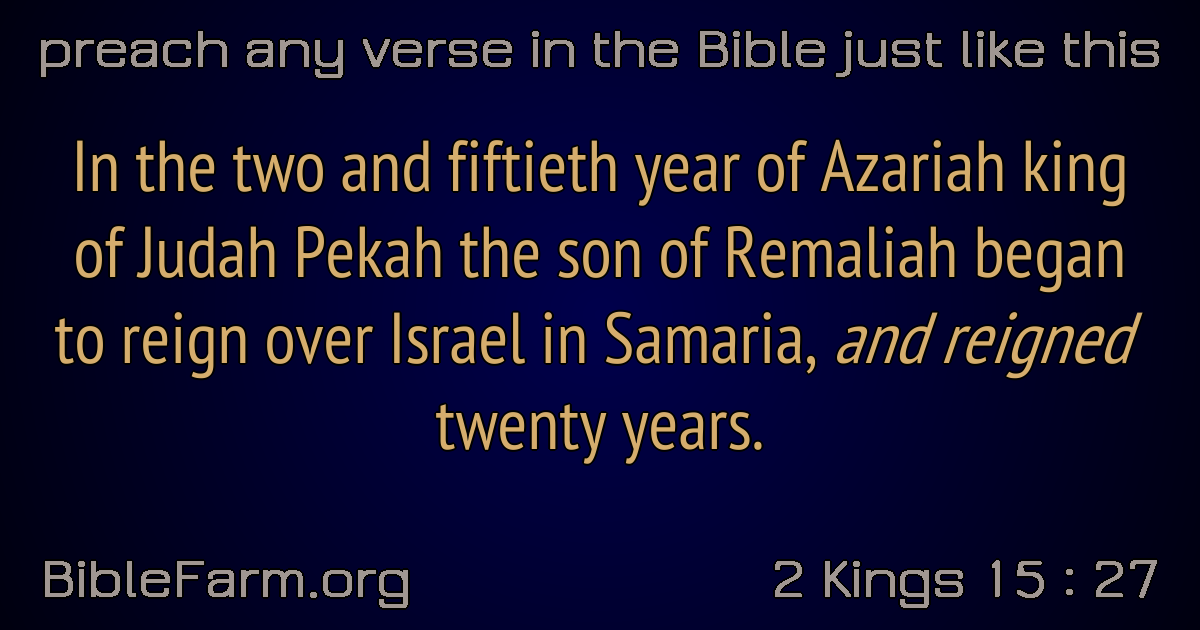 preach any verse in the Bible just like this
In the two and fiftieth year of Azariah king
of Judah Pekah the son of Remaliah began
to reign over Israel in Samaria, and reigned
twenty years.
BibleFarm.org
2 Kings 15 : 27